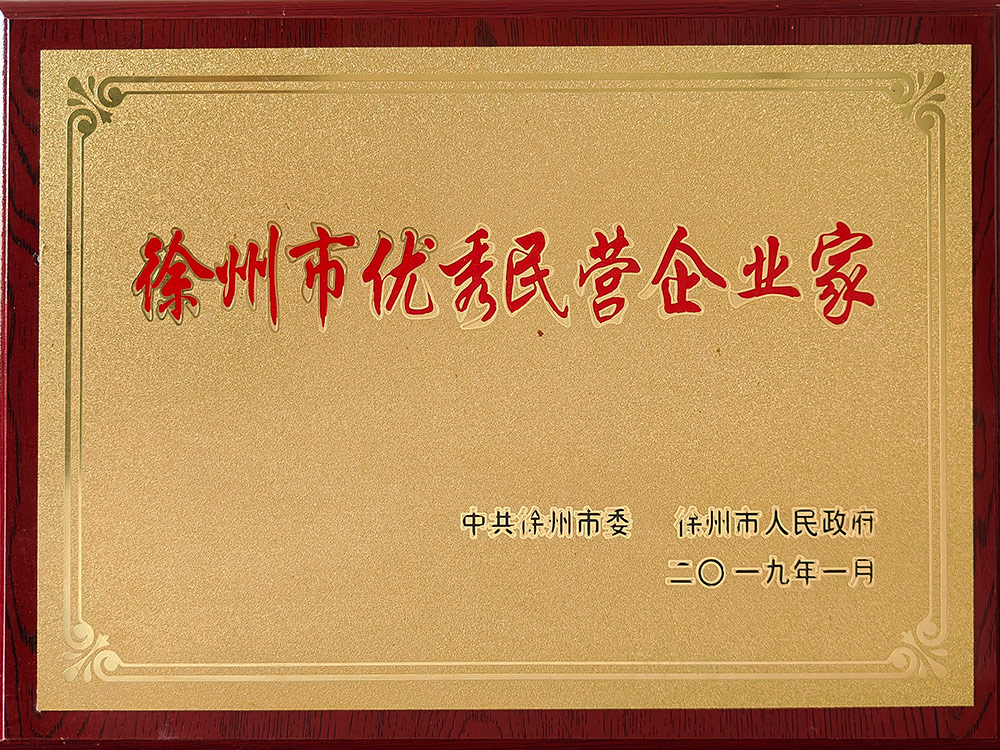 徐州市优秀民营企业家
中共徐州市委 徐州市人民政府
二〇一九年一月